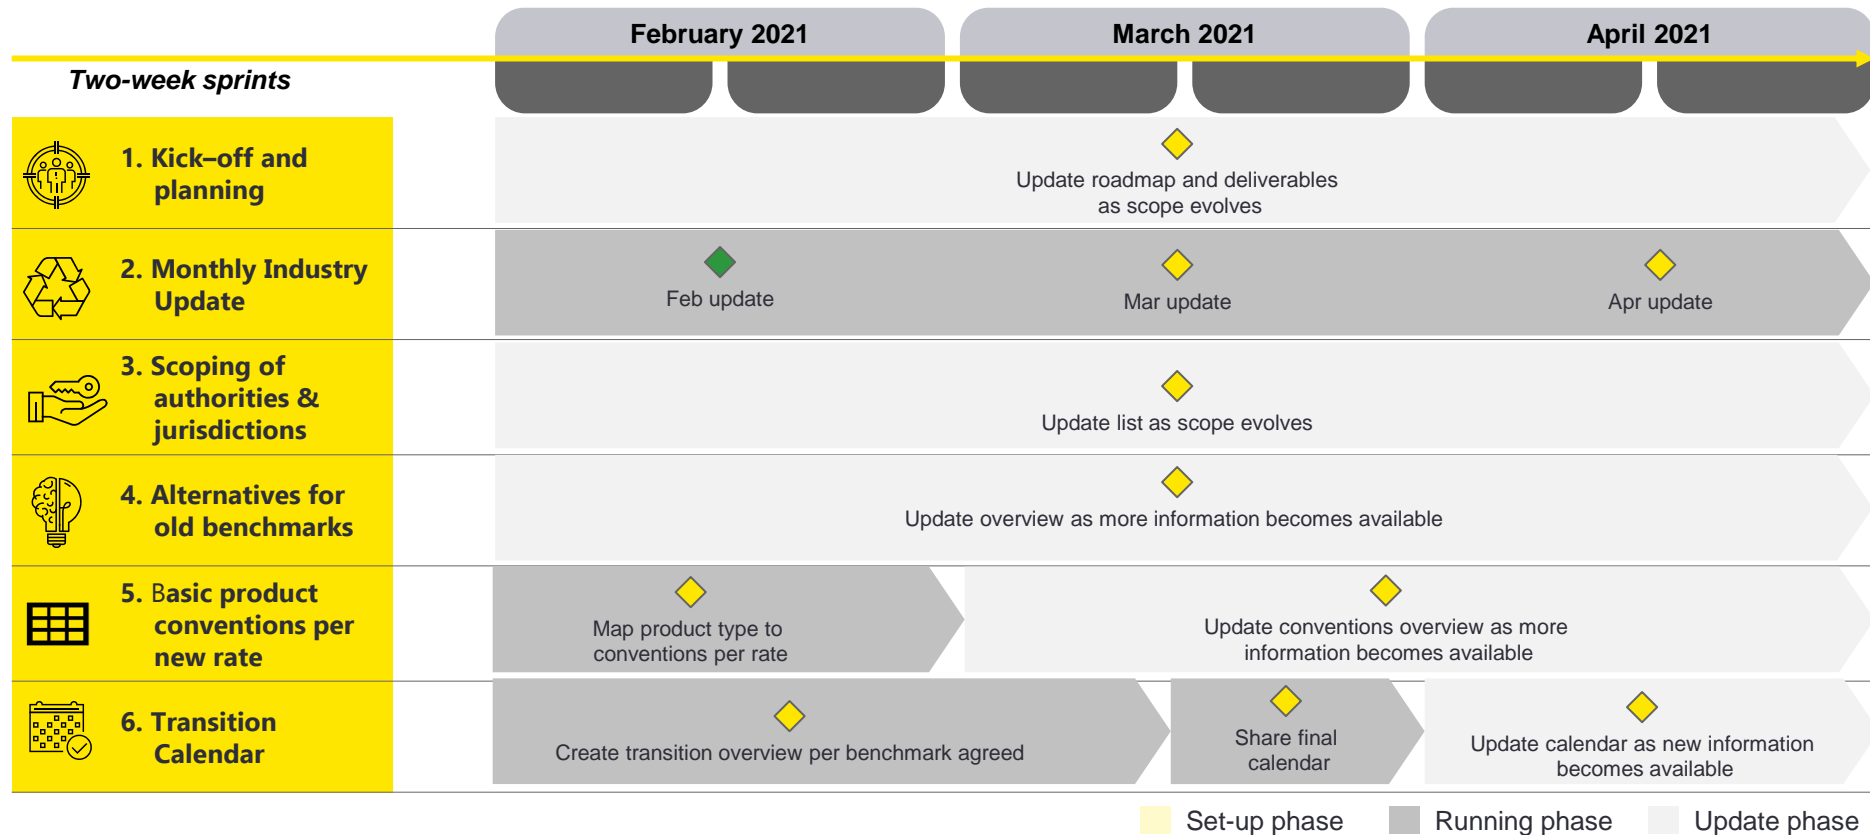 February 2021
March 2021
April 2021
Two-week sprints
1. Kick–off and
planning
Update roadmap and deliverables
as scope evolves
2. Monthly Industry
Update
Feb update
Mar update
Apr update
3. Scoping of
authorities &
jurisdictions
Update list as scope evolves
4. Alternatives for
old benchmarks
Update overview as more information becomes available
5. Basic product
conventions per
new rate
Map product type to
conventions per rate
Update conventions overview as more
information becomes available
6. Transition
Calendar
Create transition overview per benchmark agreed
Share final
calendar
Update calendar as new information
becomes available
Set-up phase
Running phase
Update phase